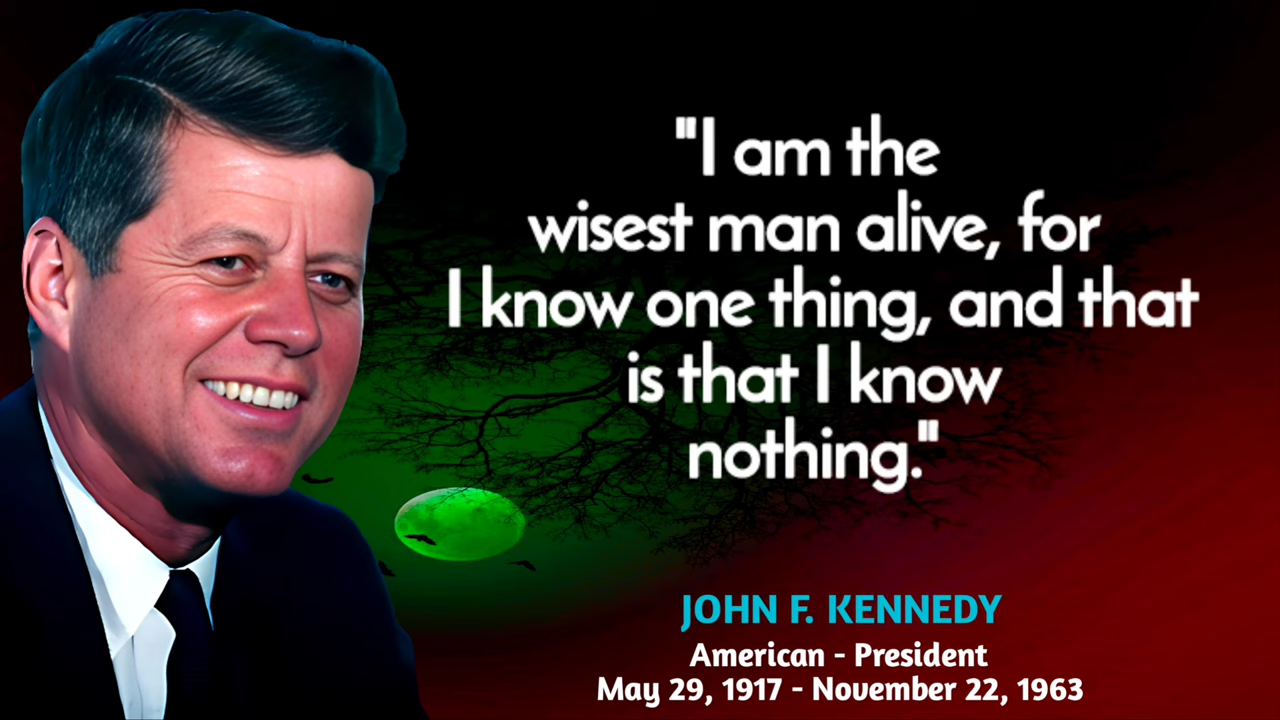 "I am the
wisest man alive, for
I know one thing, and that
is that I know
nothing."
JOHN F. KENNEDY
American - President
May 29, 1917 - November 22, 1963